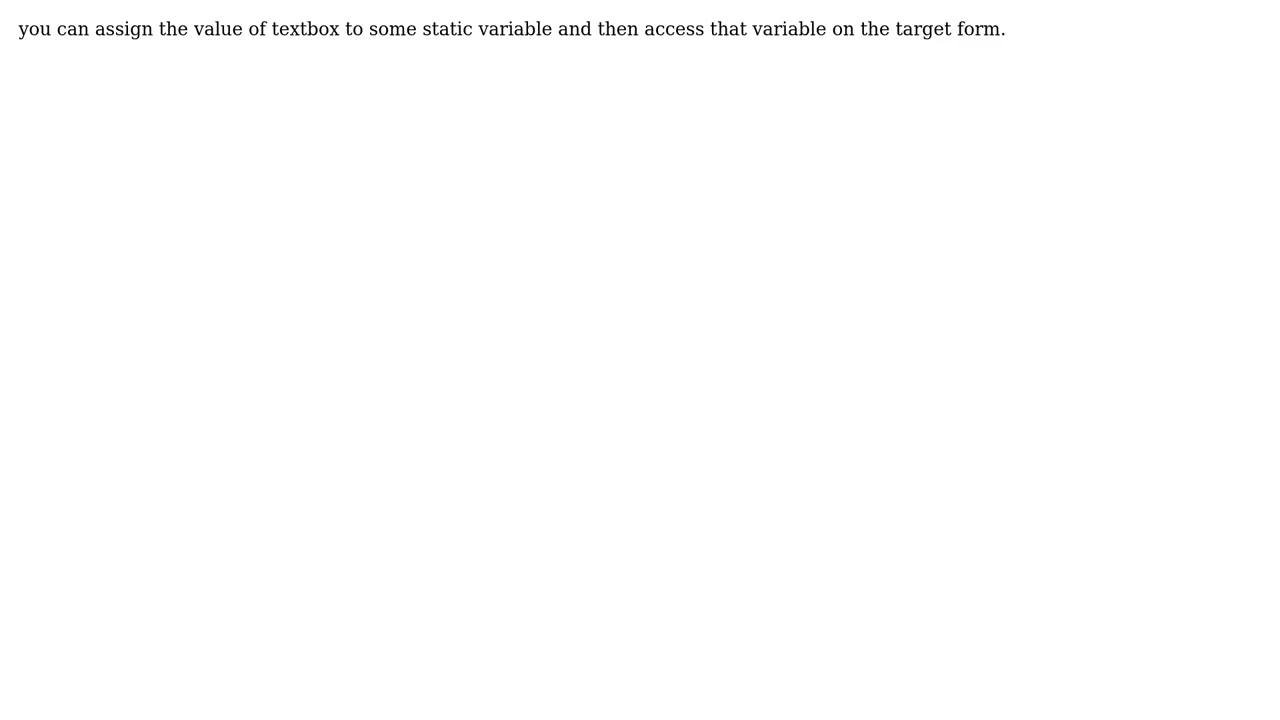 you can assign the value of textbox to some static variable and then access that variable on the target form.